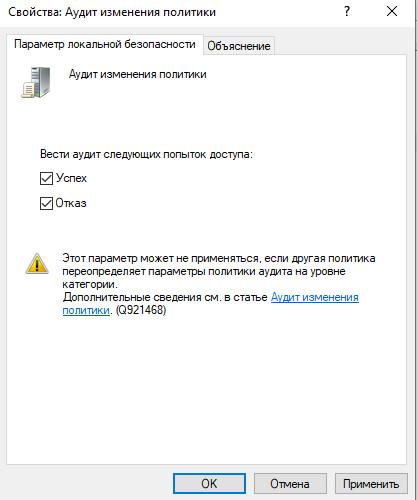 Свойства: Аудит изменения политики
?
Параметр локальной безопасности
Объяснение
Аудит изменения политики
Вести аудит следующих попыток доступа:
Успех
Отказ
Этот параметр может не применяться, если другая политика
переопределяет параметры политики аудита на уровне
категории.
Дополнительные сведения см. в статье Аудит изменения
политики. (Q921468)
OK
Отмена
Применить